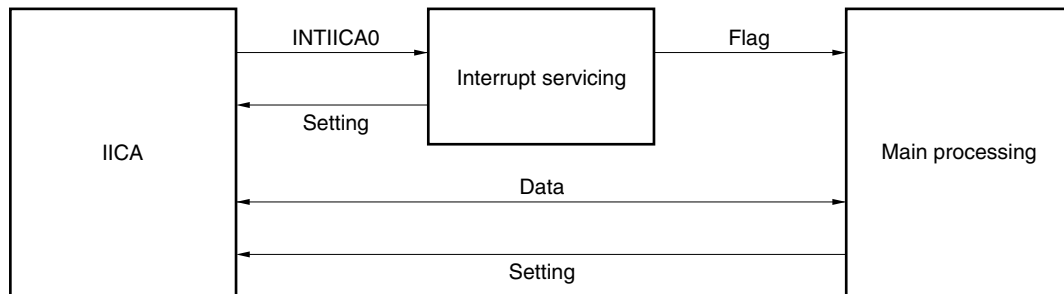 INTIICA0
Flag
Interrupt servicing
Setting
IICA
Main processing
Data
Setting